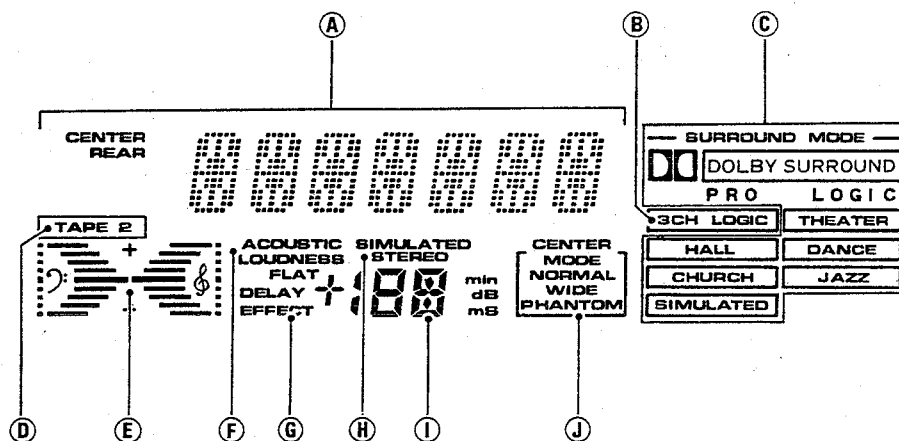 A B C
CENTER
REAR
SURROUND MODE
DOLBY SURROUND
PRO LOGIC
TAPE 2
3CH LOGIC THEATER
HALL DANCE
CHURCH JAZZ
SIMULATED
ACOUSTIC
LOUDNESS
FLAT
DELAY
EFFECT
SIMULATED
STEREO
+188
min
dB
mS
CENTER
MODE
NORMAL
WIDE
PHANTOM
+
-
D E F G H I J